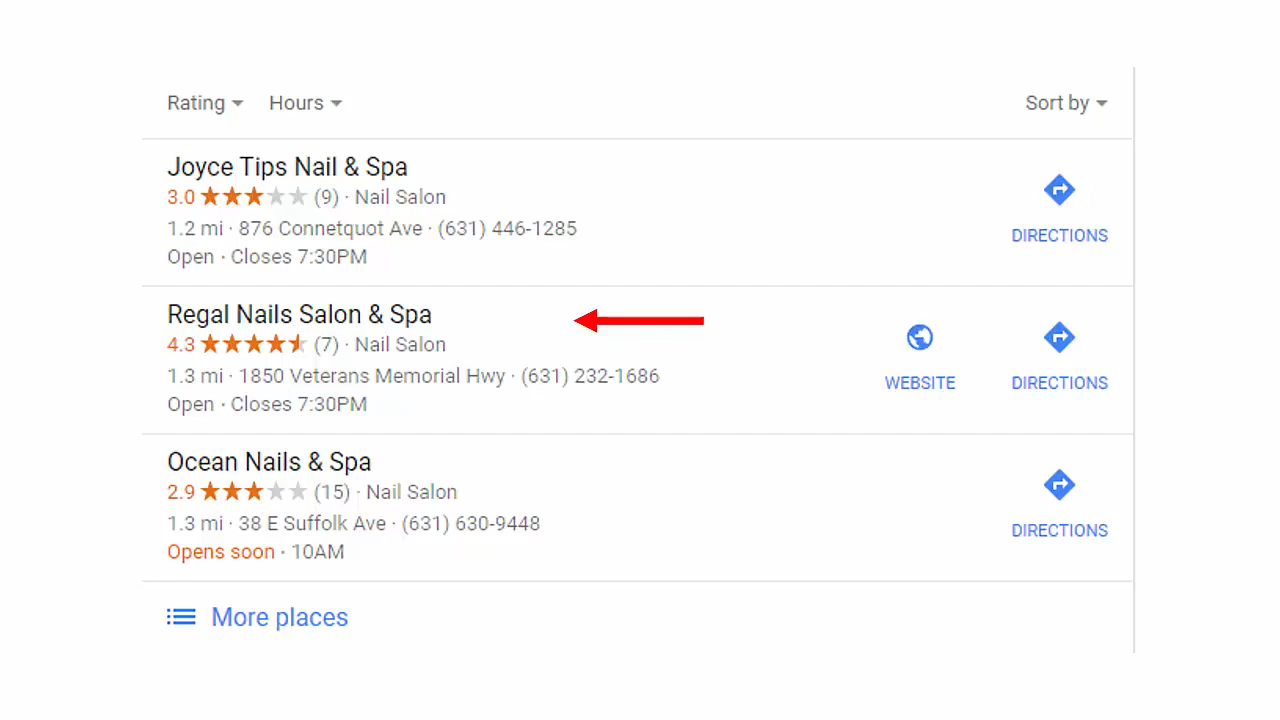 Rating Hours Sort by
Joyce Tips Nail & Spa
3.0 (9) · Nail Salon
1.2 mi · 876 Connetquot Ave · (631) 446-1285
Open · Closes 7:30PM
DIRECTIONS
Regal Nails Salon & Spa
4.3 (7) · Nail Salon
1.3 mi · 1850 Veterans Memorial Hwy · (631) 232-1686
Open · Closes 7:30PM
WEBSITE DIRECTIONS
Ocean Nails & Spa
2.9 (15) · Nail Salon
1.3 mi · 38 E Suffolk Ave · (631) 630-9448
Opens soon · 10AM
DIRECTIONS
More places